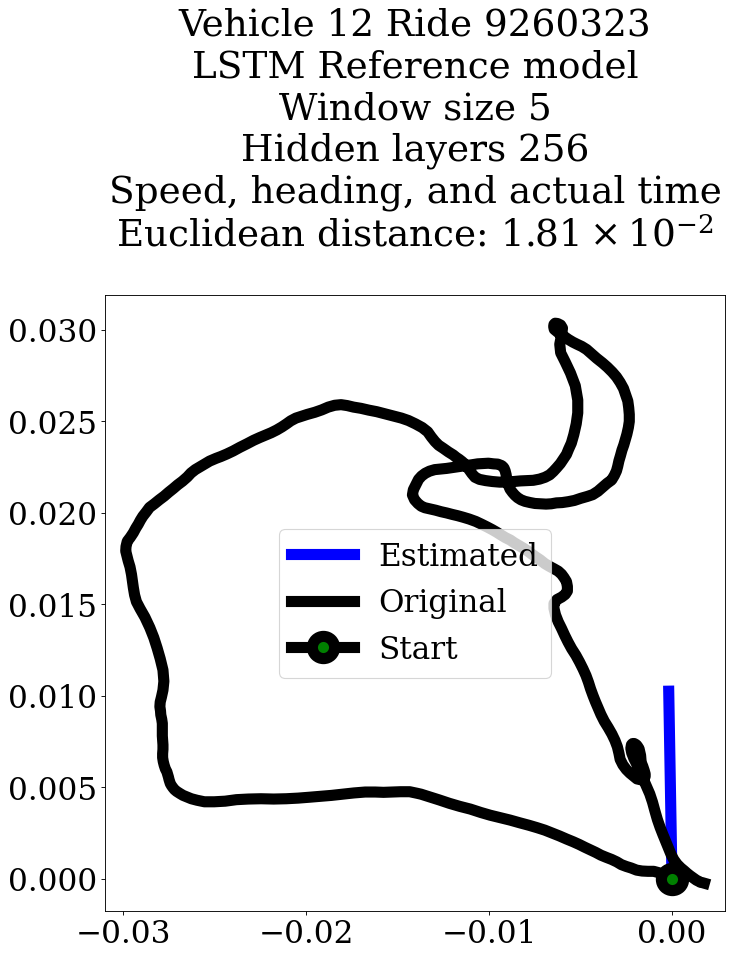 Vehicle 12 Ride 9260323
LSTM Reference model
Window size 5
Hidden layers 256
Speed, heading, and actual time
Euclidean distance: 1.81 × 10⁻²
0.030
0.025
0.020
0.015
0.010
0.005
0.000
Estimated
Original
Start
−0.03 −0.02 −0.01 0.00